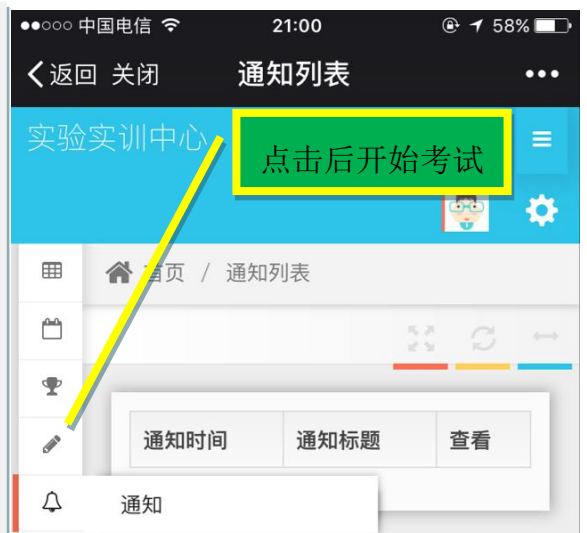 中国电信 21:00 58%
返回 关闭 通知列表
实验实训中心
点击后开始考试
首页 / 通知列表
通知时间 通知标题 查看
通知